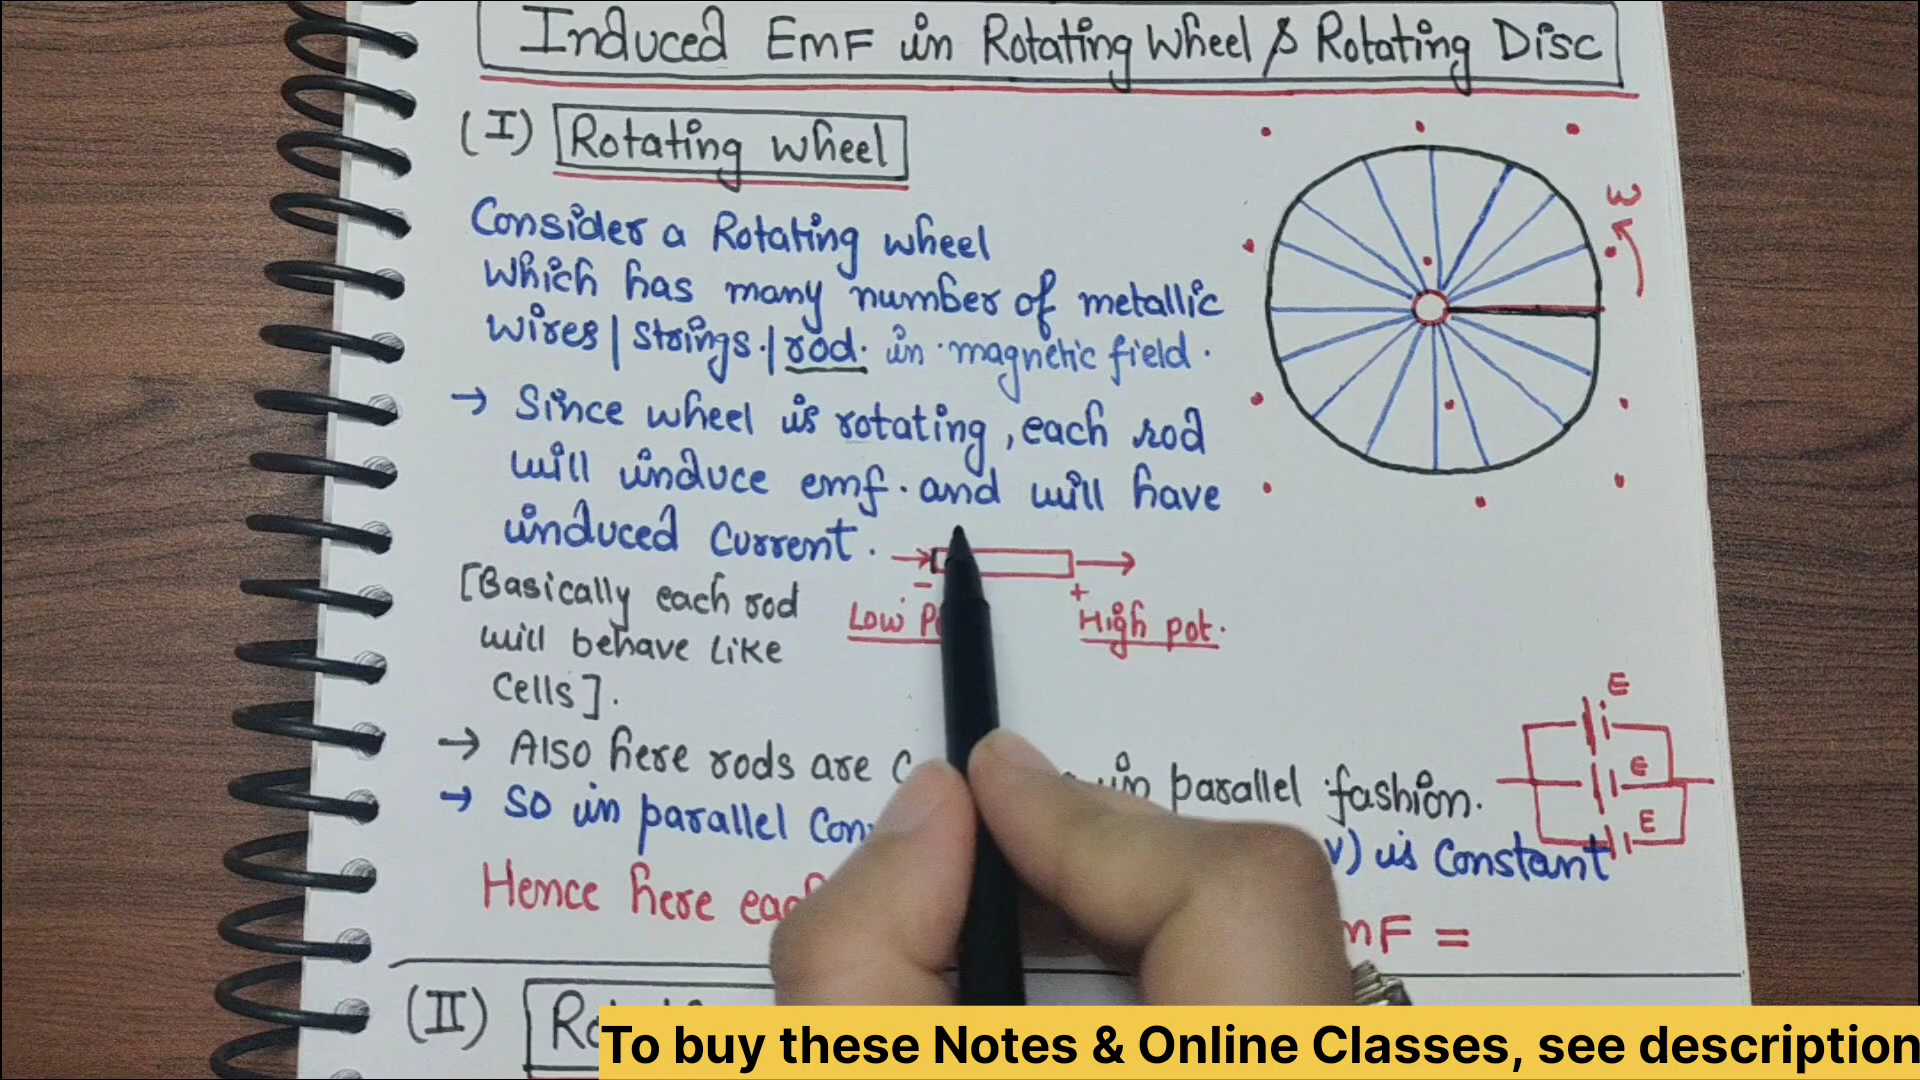 Induced EMF in Rotating Wheel & Rotating Disc
(I) Rotating Wheel
ω
Consider a Rotating wheel
Which has many number of metallic
wires | strings. | rod. in magnetic field.
→ Since wheel is rotating, each rod
will induce emf. and will have
induced current.
- +
Low High pot.
[Basically each rod
will behave like
Cells].
E
→ Also here rods are in parallel fashion.
E
→ So in parallel v) is constant
E
Hence here =
(II)
To buy these Notes & Online Classes, see description